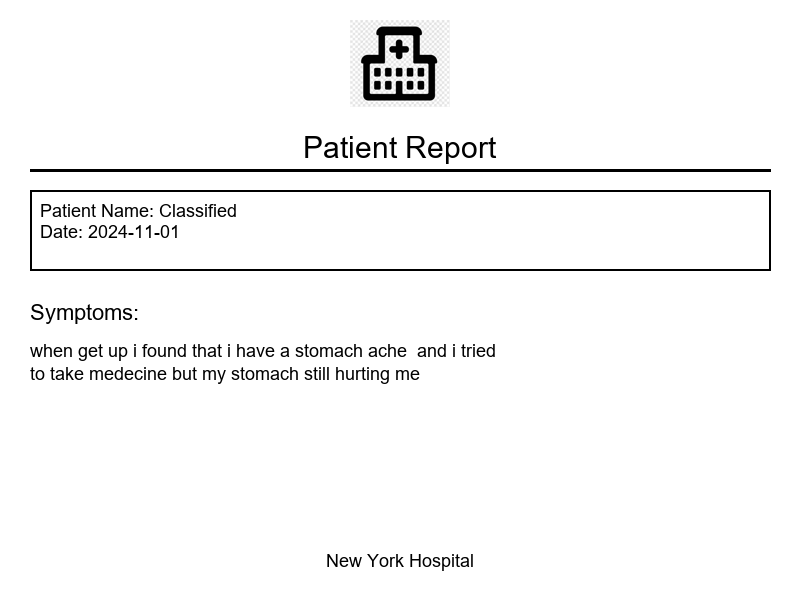 Patient Report
Patient Name: Classified
Date: 2024-11-01
Symptoms:
when get up i found that i have a stomach ache  and i tried
to take medecine but my stomach still hurting me
New York Hospital